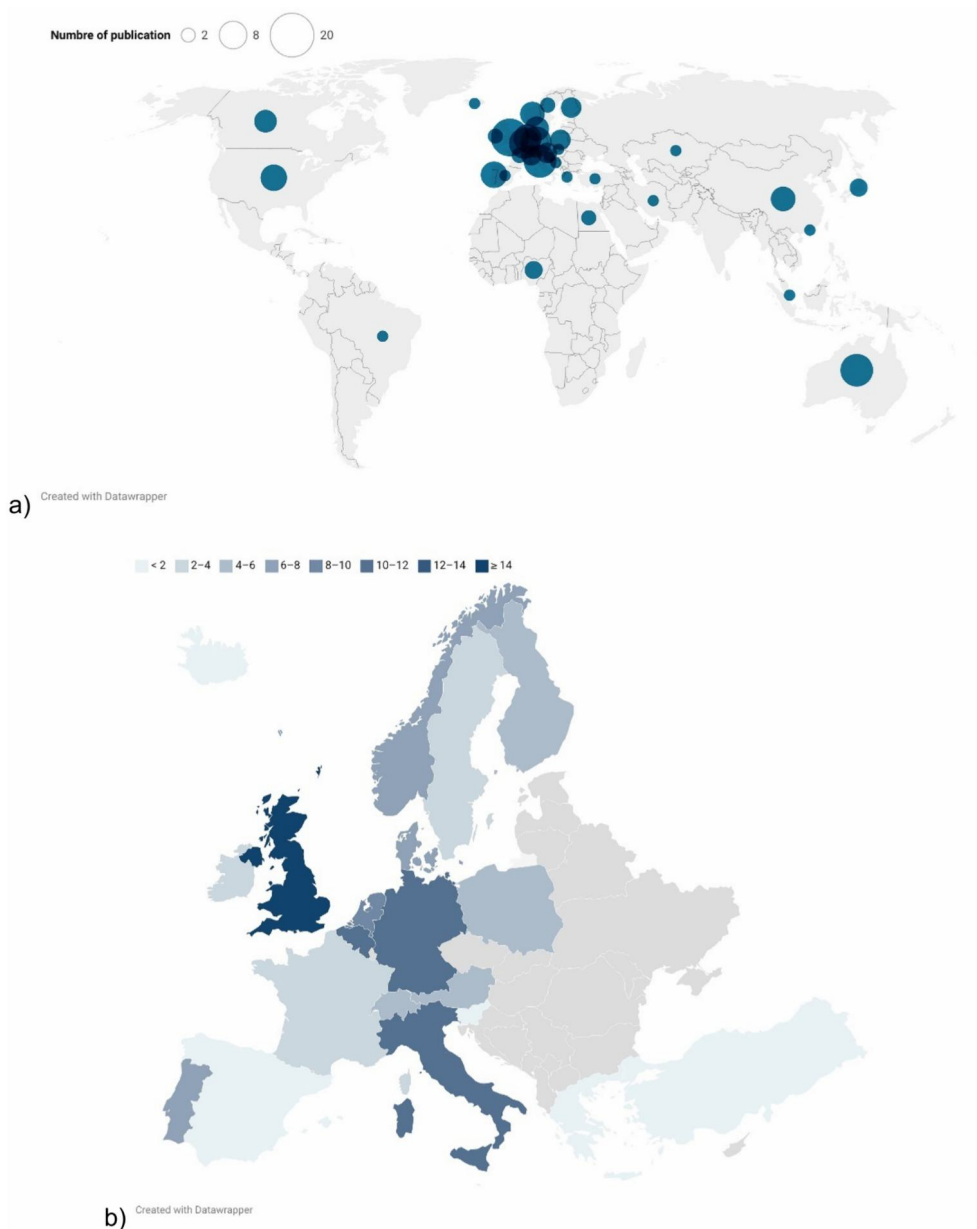 Numbre of publication 2 8 20
a) Created with Datawrapper
< 2 2–4 4–6 6–8 8–10 10–12 12–14 ≥ 14
b) Created with Datawrapper